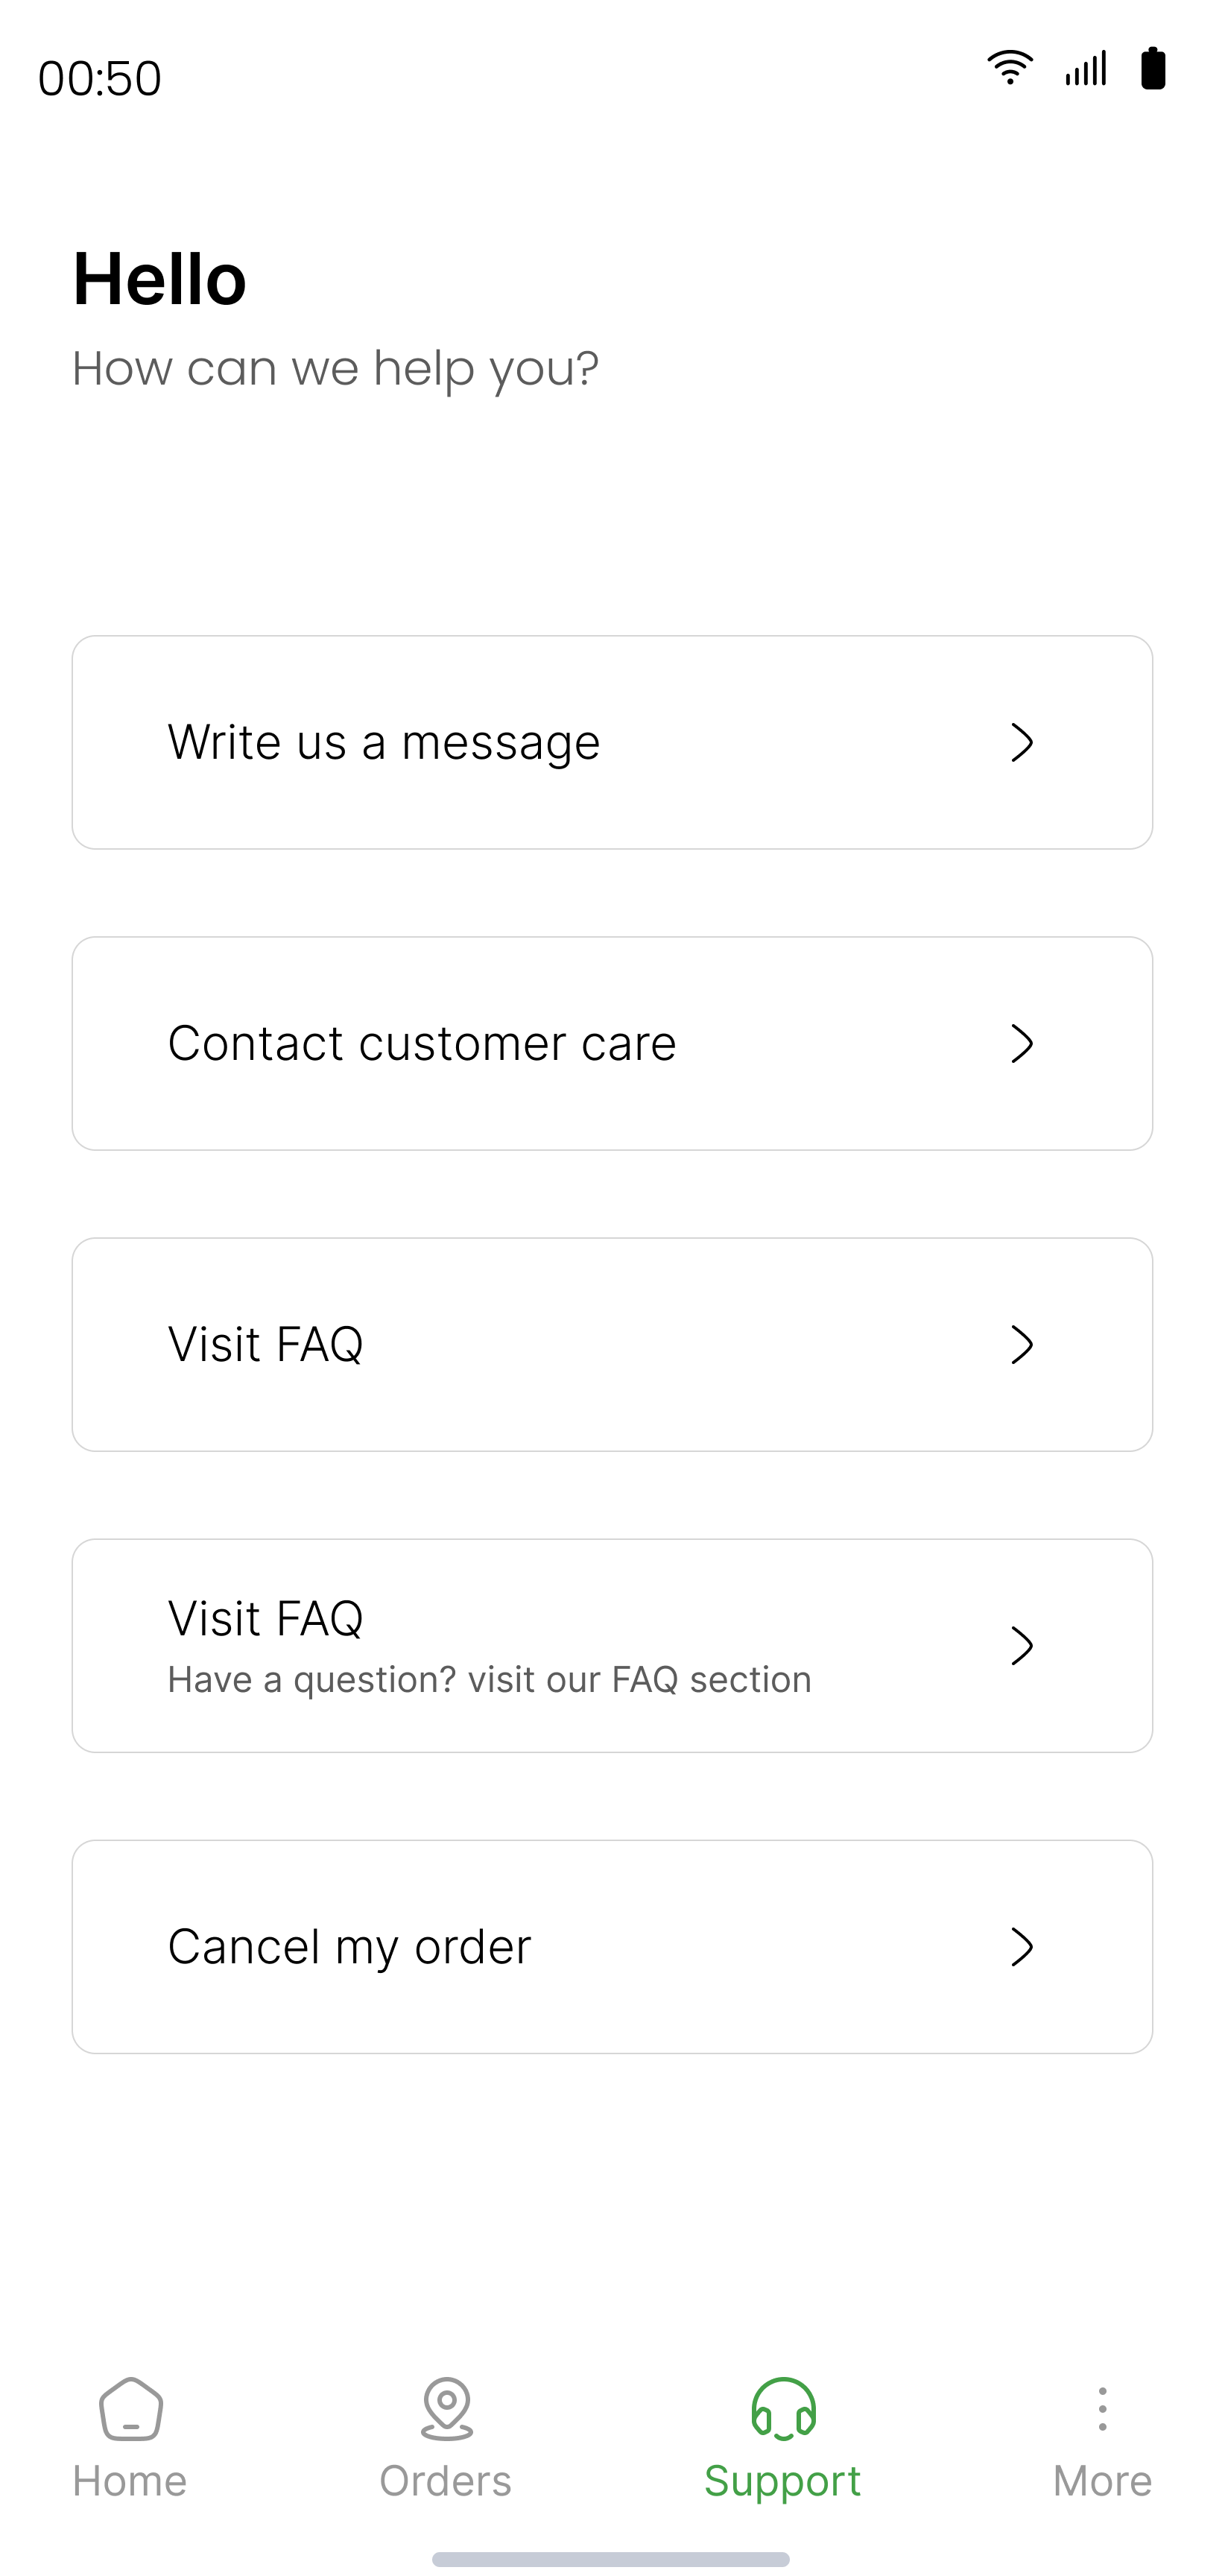 00:50
Hello
How can we help you?
Write us a message
Contact customer care
Visit FAQ
Visit FAQ
Have a question? visit our FAQ section
Cancel my order
Home
Orders
Support
More